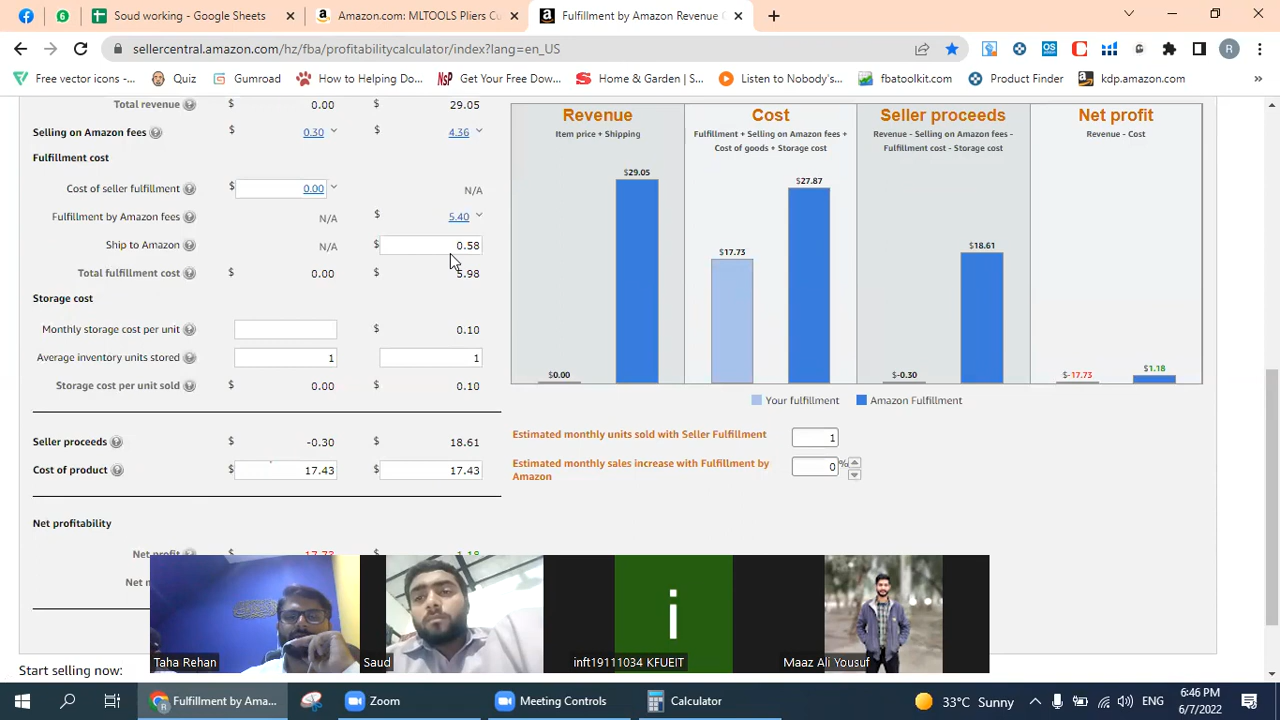 Soud working - Google Sheets
Amazon.com: MLTOOLS Pliers Cu
Fulfillment by Amazon Revenue C
sellercentral.amazon.com/hz/fba/profitabilitycalculator/index?lang=en_US
Free vector icons -...
Quiz
Gumroad
How to Helping Do...
Get Your Free Dow...
Home & Garden | S...
Listen to Nobody's...
fbatoolkit.com
Product Finder
kdp.amazon.com
»
Total revenue $ 0.00 $ 29.05
Selling on Amazon fees $ 0.30 $ 4.36
Fulfillment cost
Cost of seller fulfillment $ 0.00 N/A
Fulfillment by Amazon fees N/A $ 5.40
Ship to Amazon N/A $ 0.58
Total fulfillment cost $ 0.00 $ 5.98
Storage cost
Monthly storage cost per unit $ 0.10
Average inventory units stored 1 1
Storage cost per unit sold $ 0.00 $ 0.10
Seller proceeds $ -0.30 $ 18.61
Cost of product $ 17.43 $ 17.43
Net profitability
Net profit $ -17.73 $ 1.18
Revenue
Item price + Shipping
$29.05
$0.00
Cost
Fulfillment + Selling on Amazon fees +
Cost of goods + Storage cost
$27.87
$17.73
Seller proceeds
Revenue - Selling on Amazon fees -
Fulfillment cost - Storage cost
$18.61
$-0.30
Net profit
Revenue - Cost
$-17.73
$1.18
Your fulfillment
Amazon Fulfillment
Estimated monthly units sold with Seller Fulfillment 1
Estimated monthly sales increase with Fulfillment by
Amazon 0 %
i
Taha Rehan
Saud
inft19111034 KFUEIT
Maaz Ali Yousuf
Start selling now:
Fulfillment by Ama...
Zoom
Meeting Controls
Calculator
33°C Sunny
ENG
6:46 PM
6/7/2022